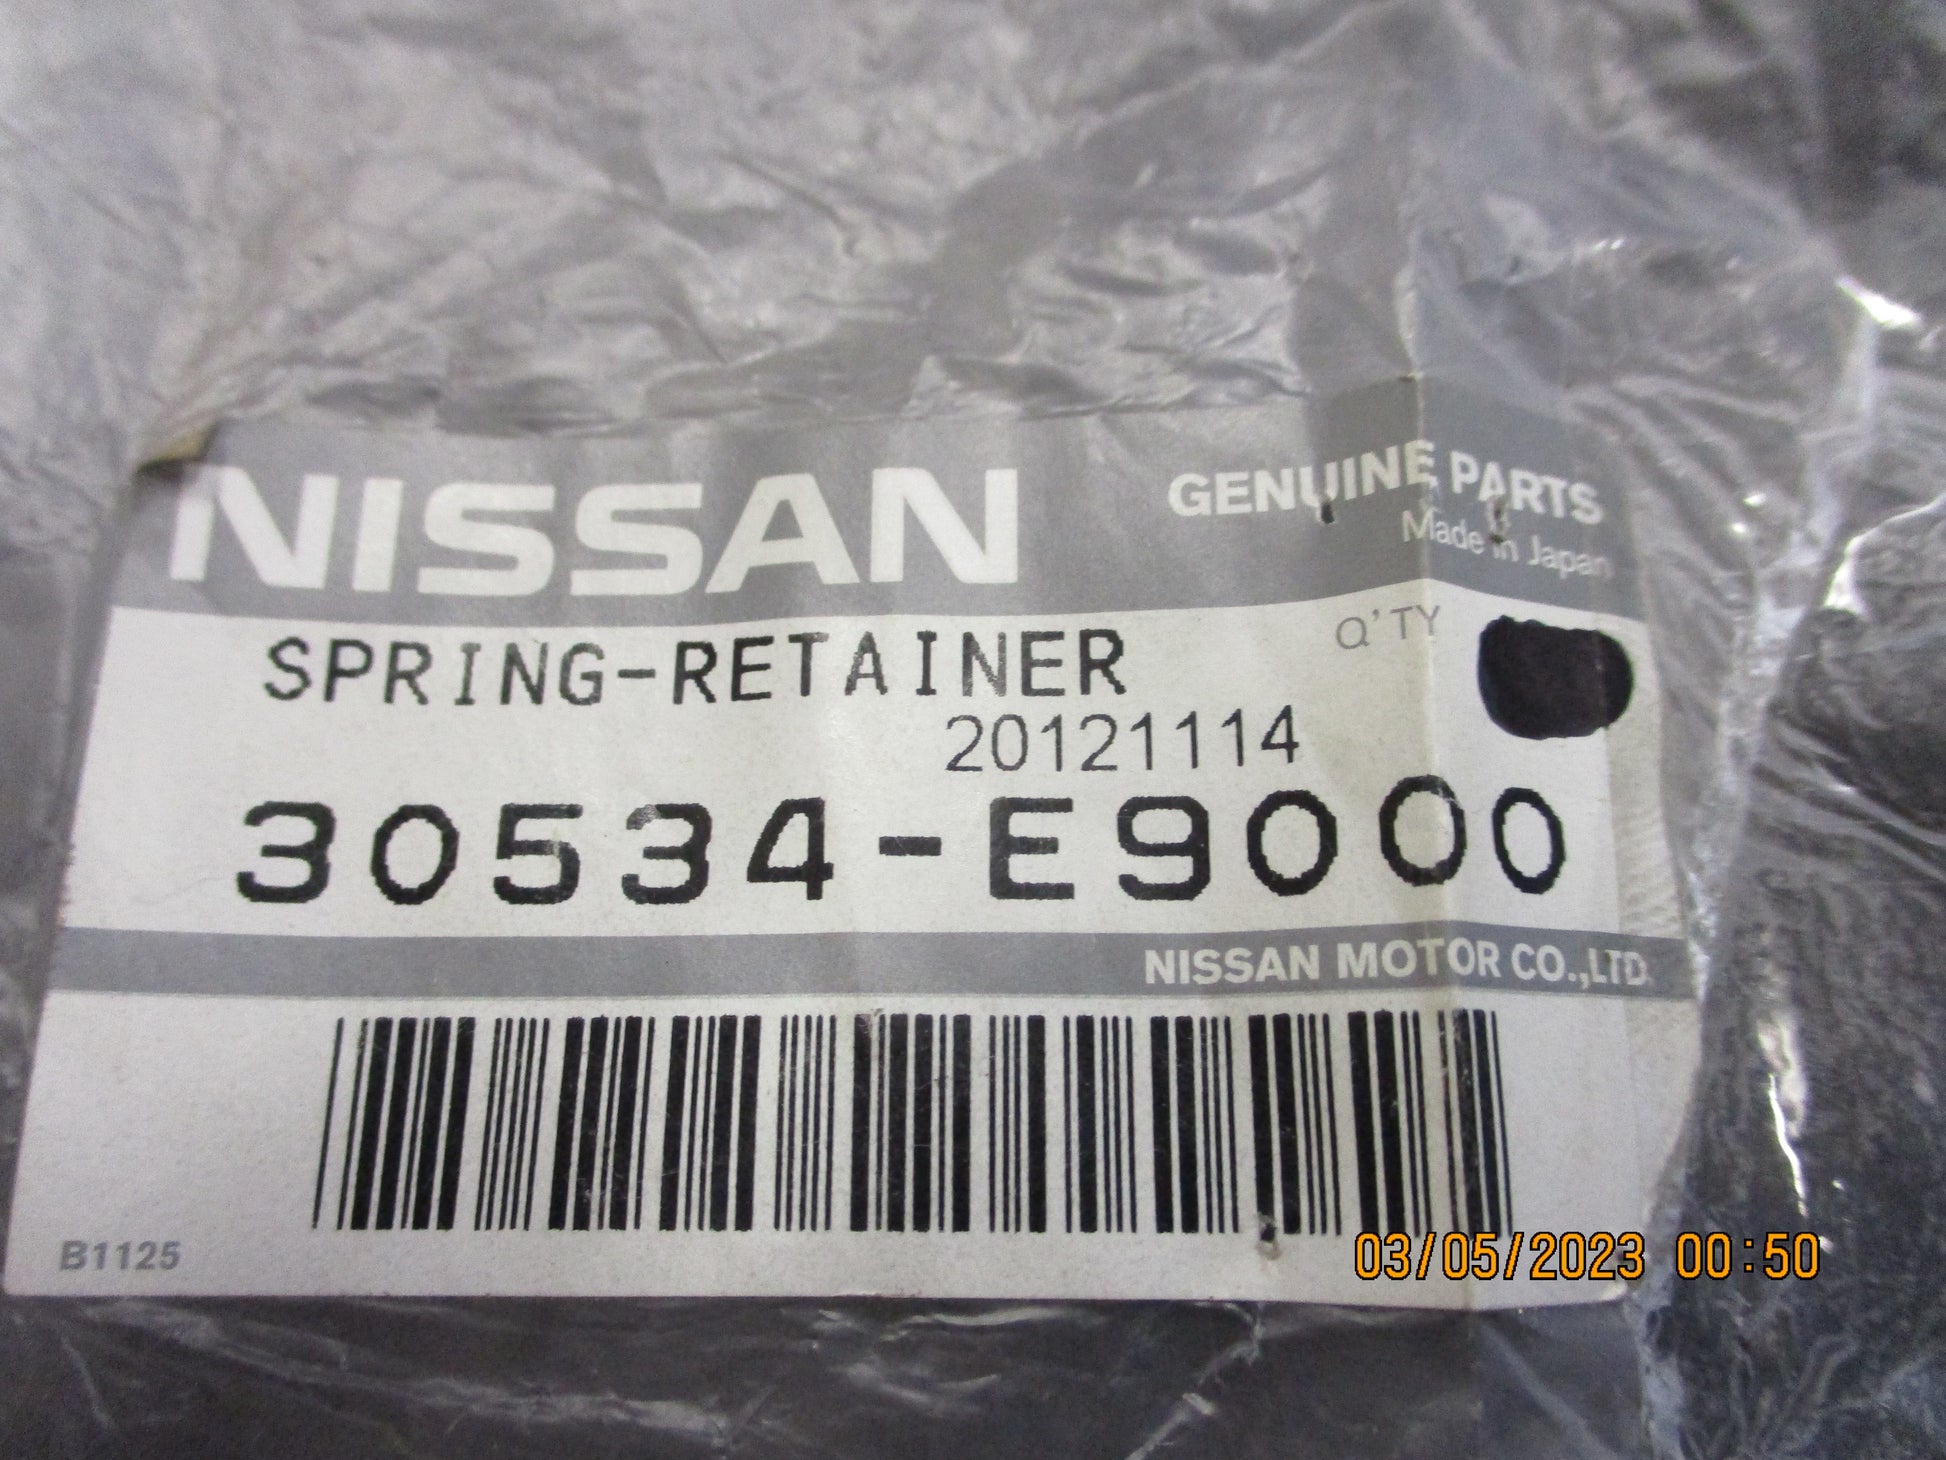 NISSAN
GENUINE PARTS
Made in Japan
Q'TY
SPRING-RETAINER
20121114
30534-E9000
NISSAN MOTOR CO.,LTD.
B1125
03/05/2023 00:50